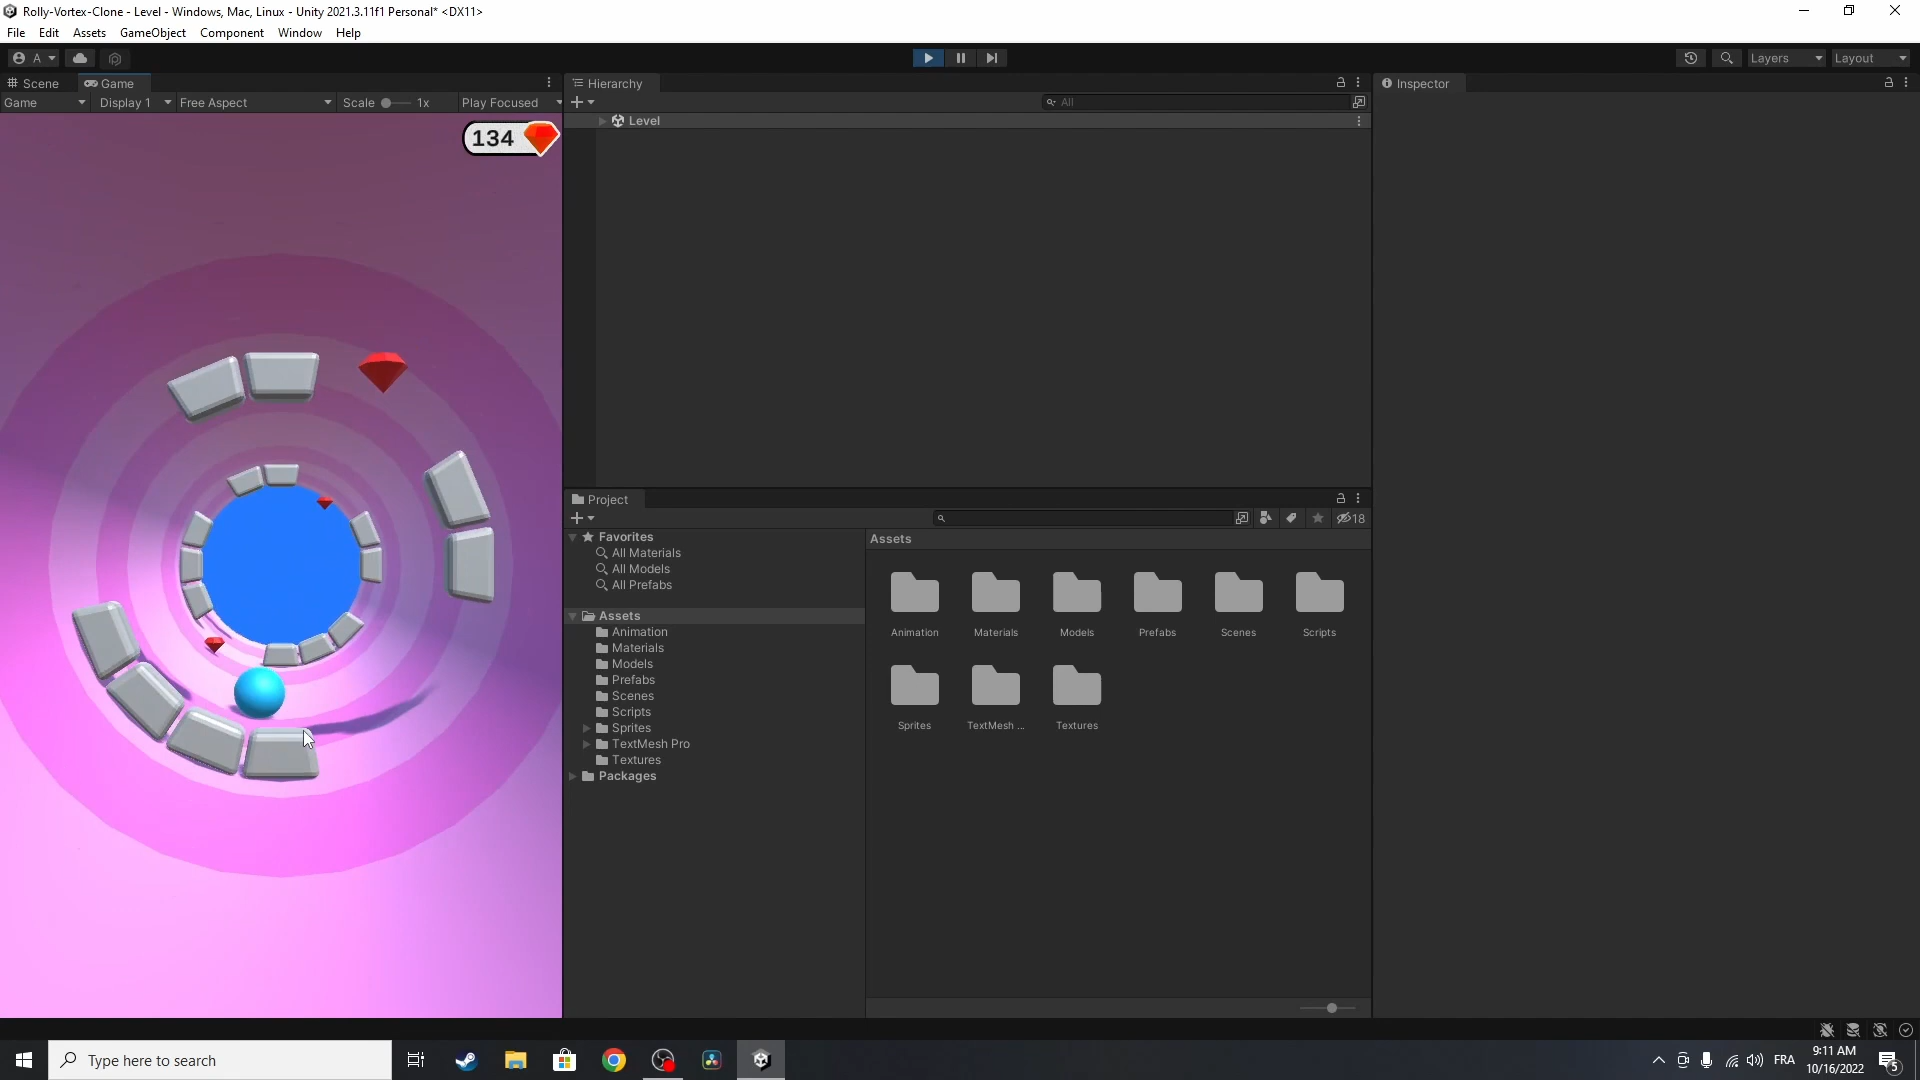 Rolly-Vortex-Clone - Level - Windows, Mac, Linux - Unity 2021.3.11f1 Personal* <DX11>
File Edit Assets GameObject Component Window Help
A
Layers
Layout
Scene
Game
Hierarchy
Inspector
Game
Display 1
Free Aspect
Scale
1x
Play Focused
All
134
Level
Project
18
Favorites
All Materials
All Models
All Prefabs
Assets
Animation
Materials
Models
Prefabs
Scenes
Scripts
Sprites
TextMesh Pro
Textures
Packages
Assets
Animation
Materials
Models
Prefabs
Scenes
Scripts
Sprites
TextMesh ...
Textures
Type here to search
FRA
9:11 AM
10/16/2022
5